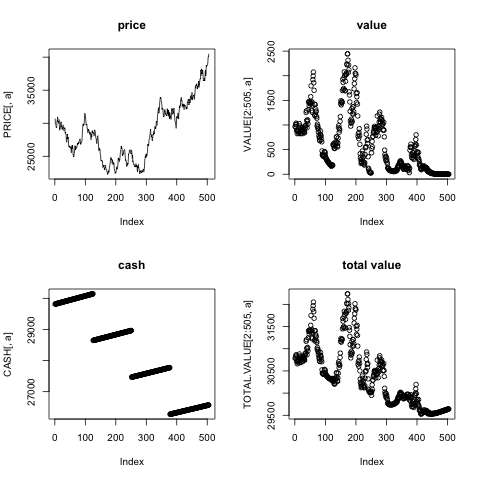 price
PRICE[, a]
25000
35000
0
100
200
300
400
500
Index
value
VALUE[2:505, a]
0
500
1500
2500
0
100
200
300
400
500
Index
cash
CASH[, a]
27000
29000
0
100
200
300
400
500
Index
total value
TOTAL.VALUE[2:505, a]
29500
30500
31500
0
100
200
300
400
500
Index